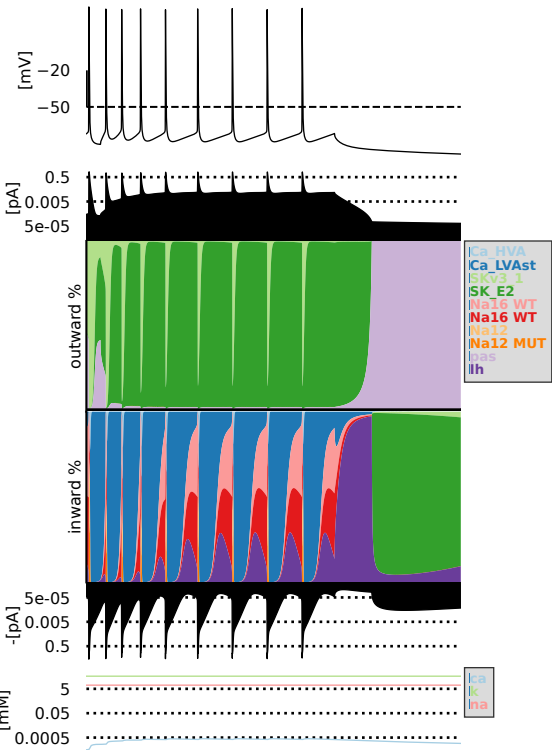 [mV]
−20
−50
[pA]
0.5
0.005
5e-05
outward %
Ca_HVA
Ca_LVAst
SKv3_1
SK_E2
Na16 WT
Na16 WT
Na12
Na12 MUT
pas
Ih
inward %
-[pA]
5e-05
0.005
0.5
[mM]
5
0.05
0.0005
ca
k
na